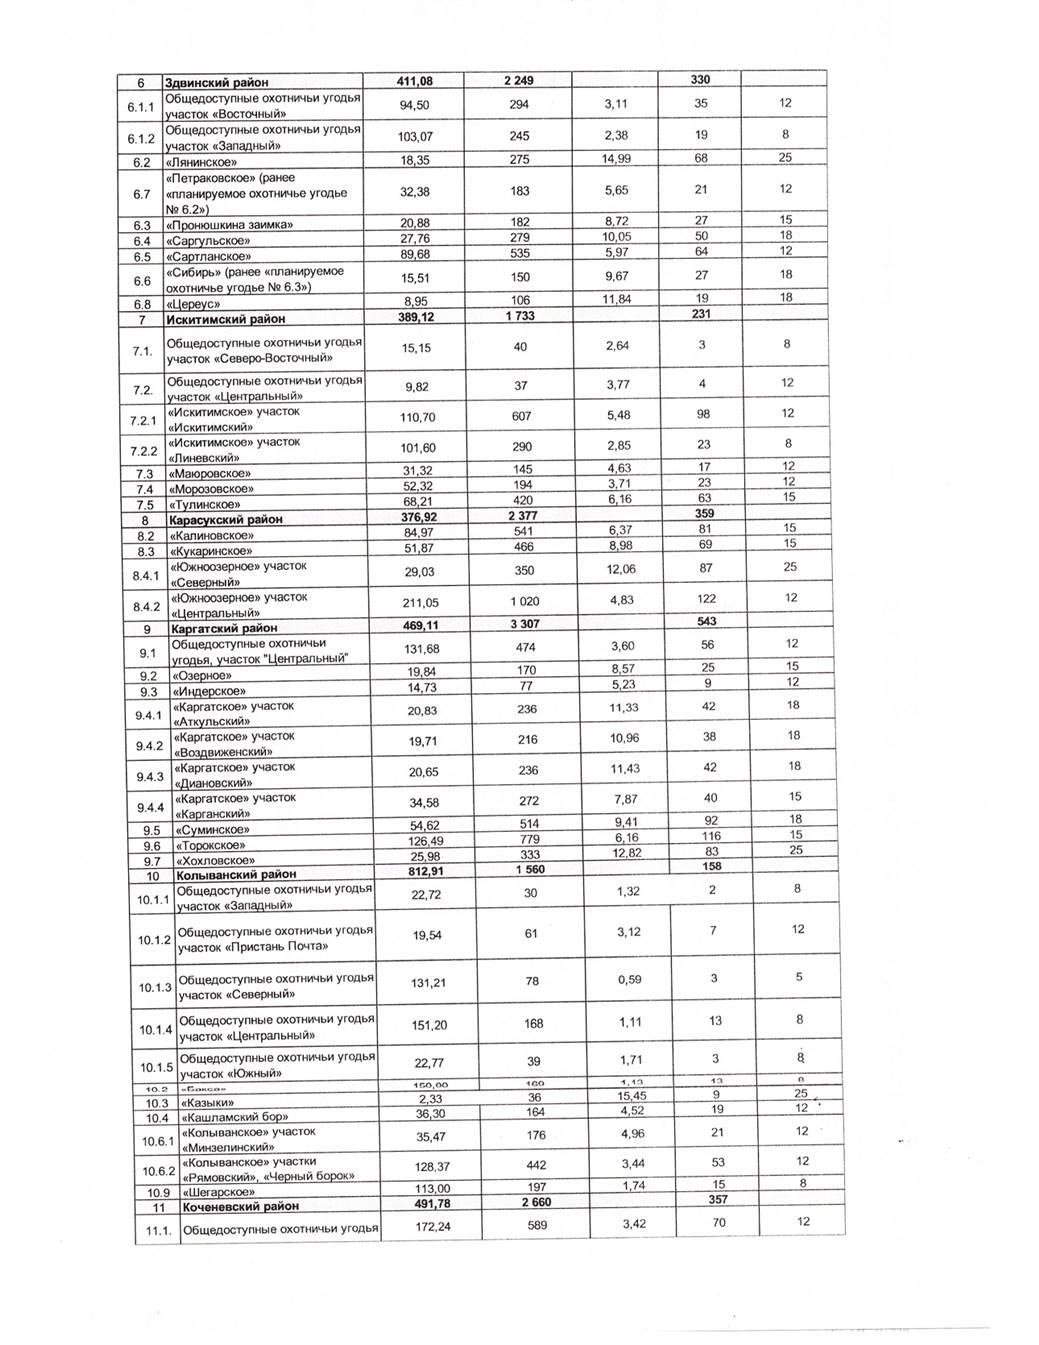 6 Здвинский район 411,08 2 249 330
6.1.1 Общедоступные охотничьи угодья участок «Восточный» 94,50 294 3,11 35 12
6.1.2 Общедоступные охотничьи угодья участок «Западный» 103,07 245 2,38 19 8
6.2 «Лянинское» 18,35 275 14,99 68 25
6.7 «Петраковское» (ранее «планируемое охотничье угодье № 6.2») 32,38 183 5,65 21 12
6.3 «Пронюшкина заимка» 20,88 182 8,72 27 15
6.4 «Саргульское» 27,76 279 10,05 50 18
6.5 «Сартланское» 89,68 535 5,97 64 12
6.6 «Сибирь» (ранее «планируемое охотничье угодье № 6.3») 15,51 150 9,67 27 18
6.8 «Цереус» 8,95 106 11,84 19 18
7 Искитимский район 389,12 1 733 231
7.1. Общедоступные охотничьи угодья участок «Северо-Восточный» 15,15 40 2,64 3 8
7.2. Общедоступные охотничьи угодья участок «Центральный» 9,82 37 3,77 4 12
7.2.1 «Искитимское» участок «Искитимский» 110,70 607 5,48 98 12
7.2.2 «Искитимское» участок «Линевский» 101,60 290 2,85 23 8
7.3 «Маюровское» 31,32 145 4,63 17 12
7.4 «Морозовское» 52,32 194 3,71 23 12
7.5 «Тулинское» 68,21 420 6,16 63 15
8 Карасукский район 376,92 2 377 359
8.2 «Калиновское» 84,97 541 6,37 81 15
8.3 «Кукаринское» 51,87 466 8,98 69 15
8.4.1 «Южноозерное» участок «Северный» 29,03 350 12,06 87 25
8.4.2 «Южноозерное» участок «Центральный» 211,05 1 020 4,83 122 12
9 Каргатский район 469,11 3 307 543
9.1 Общедоступные охотничьи угодья, участок "Центральный" 131,68 474 3,60 56 12
9.2 «Озерное» 19,84 170 8,57 25 15
9.3 «Индерское» 14,73 77 5,23 9 12
9.4.1 «Каргатское» участок «Аткульский» 20,83 236 11,33 42 18
9.4.2 «Каргатское» участок «Воздвиженский» 19,71 216 10,96 38 18
9.4.3 «Каргатское» участок «Диановский» 20,65 236 11,43 42 18
9.4.4 «Каргатское» участок «Карганский» 34,58 272 7,87 40 15
9.5 «Суминское» 54,62 514 9,41 92 18
9.6 «Торокское» 126,49 779 6,16 116 15
9.7 «Хохловское» 25,98 333 12,82 83 25
10 Колыванский район 812,91 1 560 158
10.1.1 Общедоступные охотничьи угодья участок «Западный» 22,72 30 1,32 2 8
10.1.2 Общедоступные охотничьи угодья участок «Пристань Почта» 19,54 61 3,12 7 12
10.1.3 Общедоступные охотничьи угодья участок «Северный» 131,21 78 0,59 3 5
10.1.4 Общедоступные охотничьи угодья участок «Центральный» 151,20 168 1,11 13 8
10.1.5 Общедоступные охотничьи угодья участок «Южный» 22,77 39 1,71 3 8
10.2
10.3 «Казыки» 2,33 36 15,45 9 25
10.4 «Кашламский бор» 36,30 164 4,52 19 12
10.6.1 «Колыванское» участок «Минзелинский» 35,47 176 4,96 21 12
10.6.2 «Колыванское» участки «Рямовский», «Черный борок» 128,37 442 3,44 53 12
10.9 «Шегарское» 113,00 197 1,74 15 8
11 Коченевский район 491,78 2 660 357
11.1. Общедоступные охотничьи угодья 172,24 589 3,42 70 12